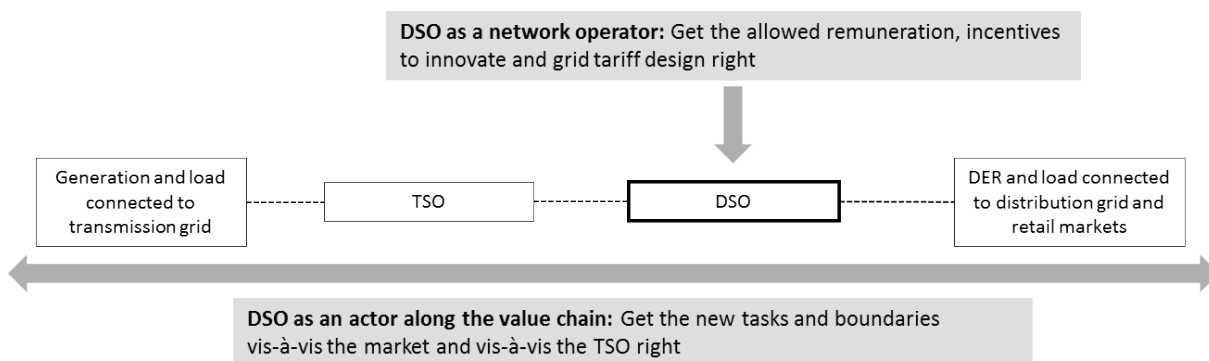 DSO as a network operator: Get the allowed remuneration, incentives
to innovate and grid tariff design right
Generation and load
connected to
transmission grid
TSO
DSO
DER and load connected
to distribution grid and
retail markets
DSO as an actor along the value chain: Get the new tasks and boundaries
vis-à-vis the market and vis-à-vis the TSO right